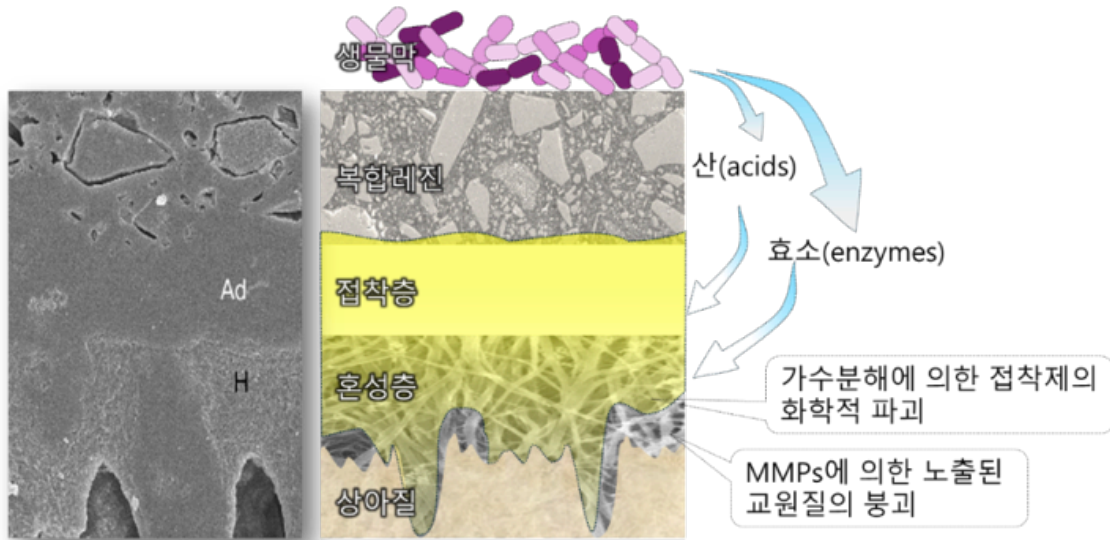 생물막
복합레진
산(acids)
효소(enzymes)
접착층
Ad
혼성층
H
가수분해에 의한 접착제의
화학적 파괴
MMPs에 의한 노출된
교원질의 붕괴
상아질